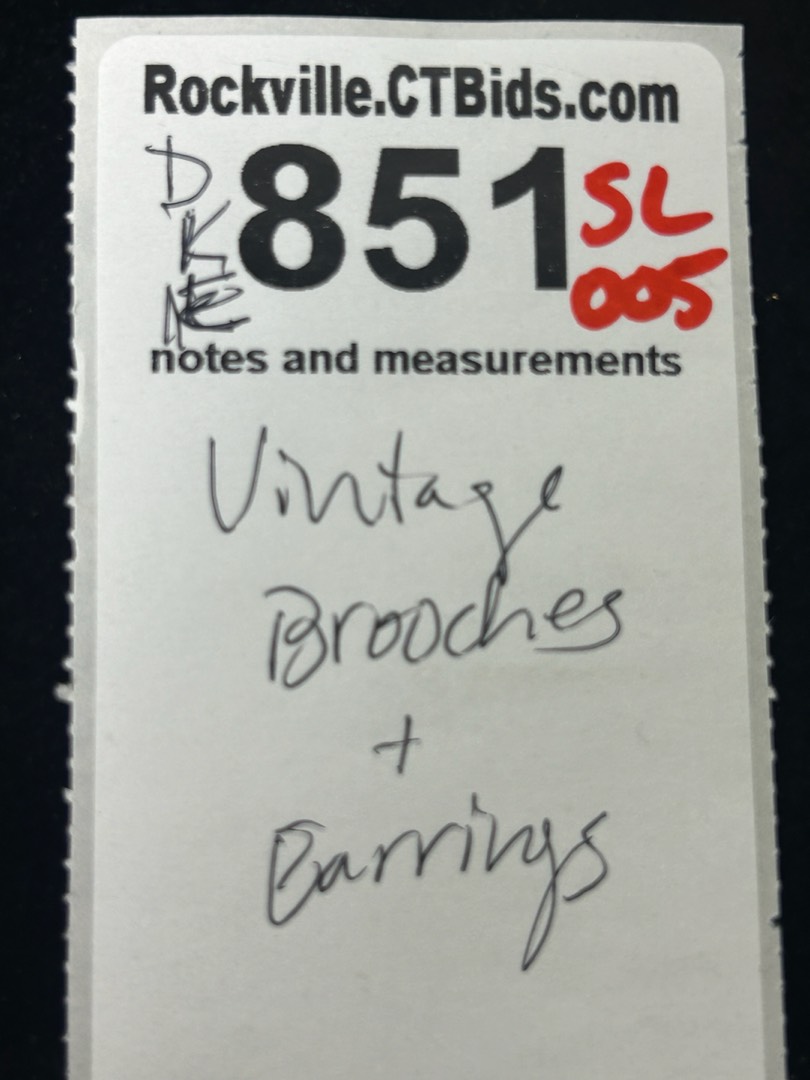 Rockville.CTBids.com
D 851 SL
K 005
E
notes and measurements
Vintage
Brooches
+
Earrings